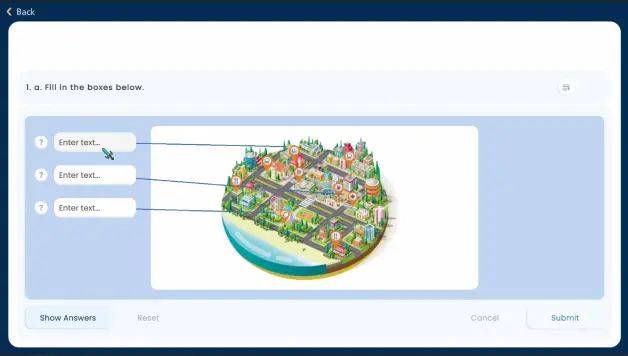 Back
1. a. Fill in the boxes below.
? Enter text...
? Enter text...
? Enter text...
Show Answers Reset Cancel Submit